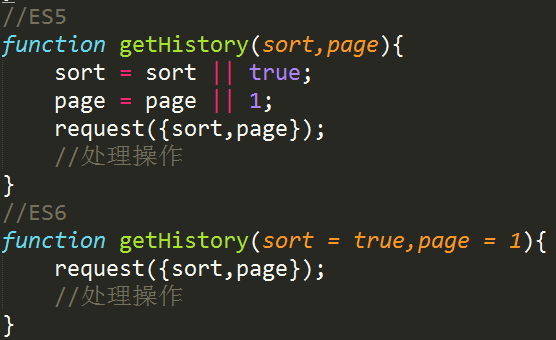 //ES5
function getHistory(sort,page){
    sort = sort || true;
    page = page || 1;
    request({sort,page});
    //处理操作
}
//ES6
function getHistory(sort = true,page = 1){
    request({sort,page});
    //处理操作
}